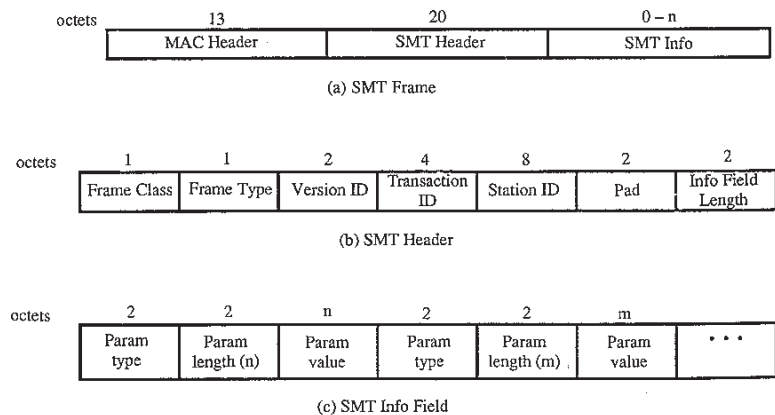 octets 13 20 0 – n
MAC Header SMT Header SMT Info
(a) SMT Frame
octets 1 1 2 4 8 2 2
Frame Class Frame Type Version ID Transaction ID Station ID Pad Info Field Length
(b) SMT Header
octets 2 2 n 2 2 m
Param type Param length (n) Param value Param type Param length (m) Param value • • •
(c) SMT Info Field